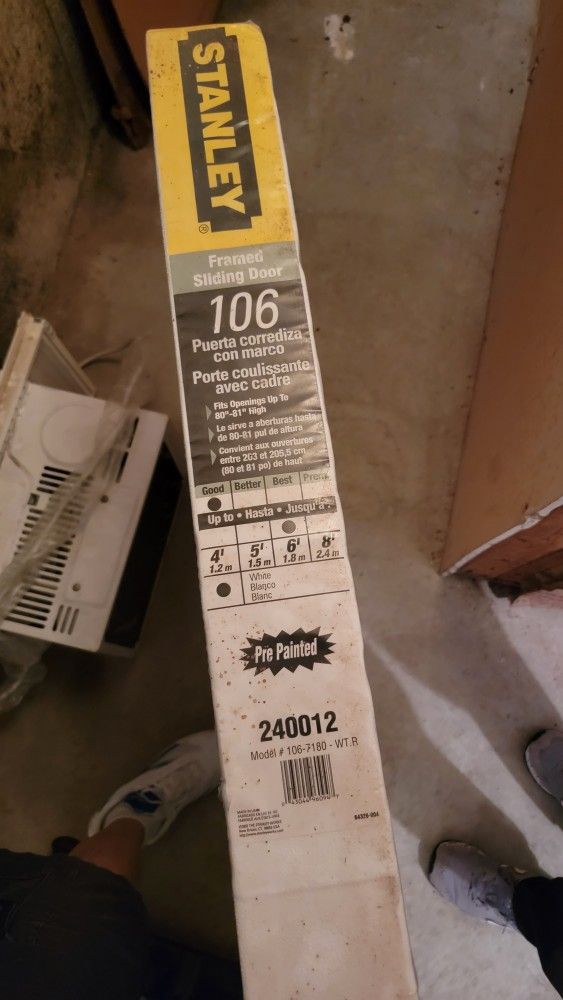 STANLEY®
Framed
Sliding Door
106
Puerta corrediza
con marco
Porte coulissante
avec cadre
Fits Openings Up To
80"-81" High
Le sirve a aberturas hasta
de 80-81 pul de altura
Convient aux ouvertures
entre 203 et 205,5 cm
(80 et 81 po) de haut
Good Better Best
Up to • Hasta • Jusqu'à
4' 5' 6' 8'
1.2 m 1.5 m 1.8 m 2.4 m
White
Blanco
Blanc
Pre Painted
240012
Model # 106-7180 - WT.R